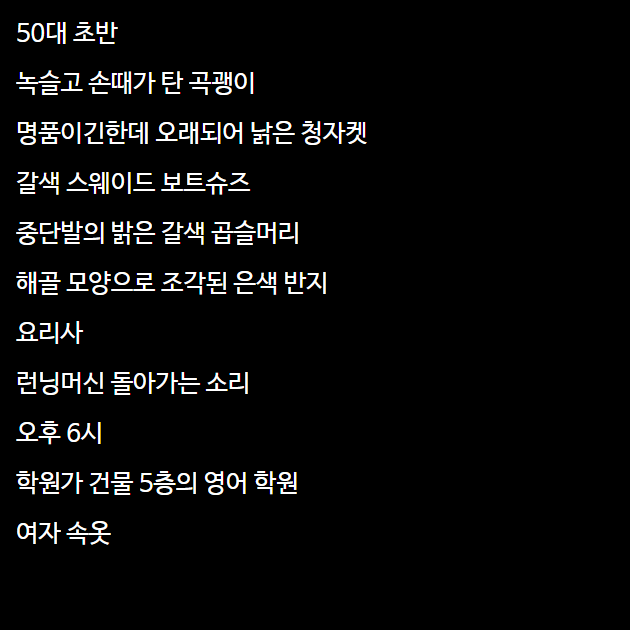 50대 초반
녹슬고 손때가 탄 곡괭이
명품이긴한데 오래되어 낡은 청자켓
갈색 스웨이드 보트슈즈
중단발의 밝은 갈색 곱슬머리
해골 모양으로 조각된 은색 반지
요리사
런닝머신 돌아가는 소리
오후 6시
학원가 건물 5층의 영어 학원
여자 속옷